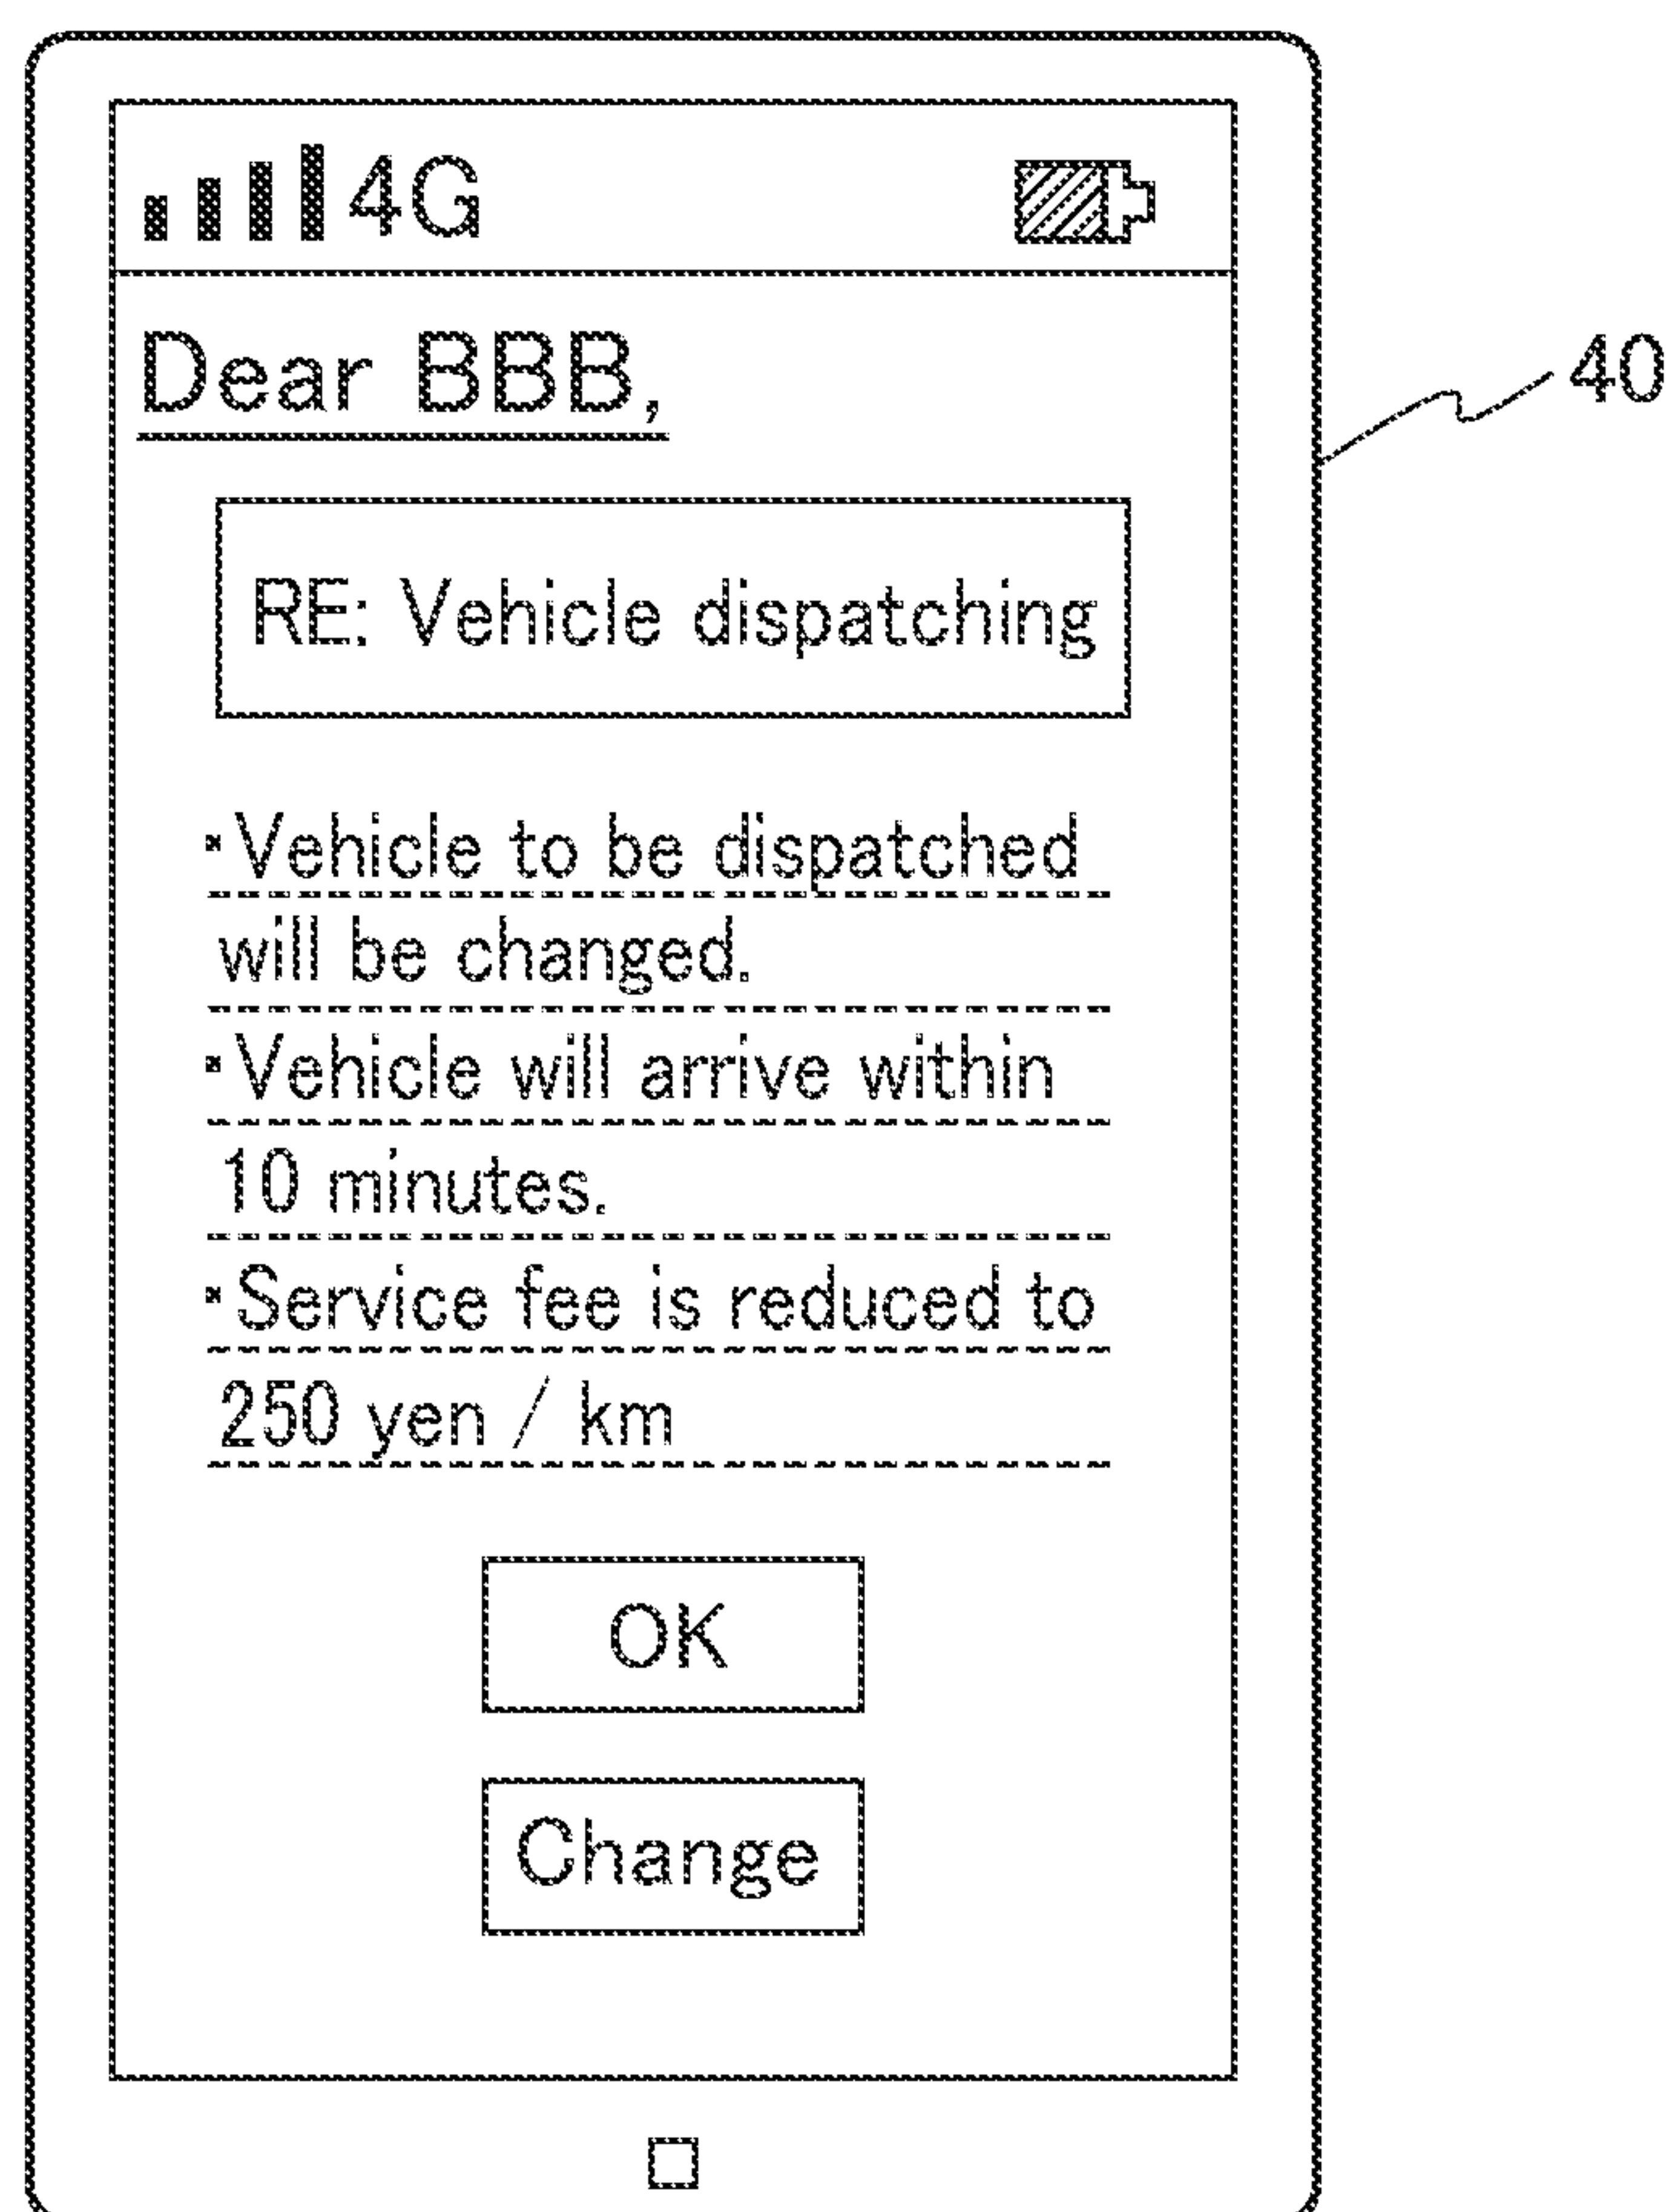 4G
Dear BBB,
40
RE: Vehicle dispatching
・Vehicle to be dispatched
will be changed.
・Vehicle will arrive within
10 minutes.
・Service fee is reduced to
250 yen / km
OK
Change